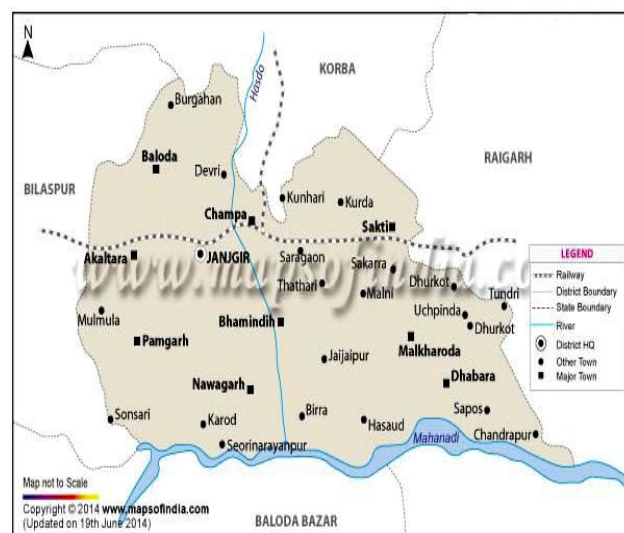 N
KORBA
Hasdo
Burgahan
RAIGARH
Baloda
Devri
BILASPUR
Kunhari
Kurda
Champa
Sakti
Akaltara
JANJGIR
Saragaon
Sakarra
www.mapsofindia.com
Thathari
Malni
Dhurkot
Tundri
Mulmula
Uchpinda
Bhamindih
Dhurkot
Pamgarh
Malkharoda
Jaijaipur
Dhabara
Nawagarh
Sonsari
Karod
Birra
Hasaud
Sapos
Seorinarayanpur
Mahanadi
Chandrapur
BALODA BAZAR
LEGEND
Railway
District Boundary
State Boundary
River
District HQ
Other Town
Major Town
Map not to Scale
Copyright © 2014 www.mapsofindia.com
(Updated on 19th June 2014)